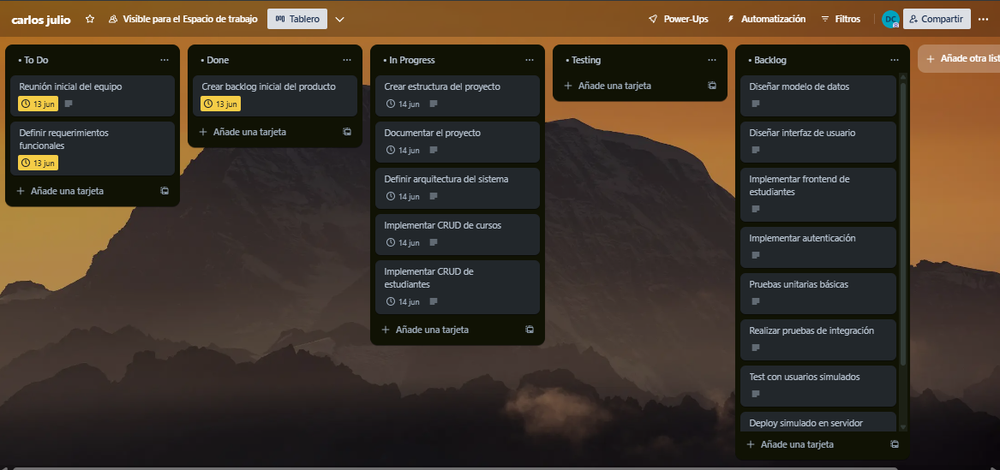 carlos julio
Visible para el Espacio de trabajo
Tablero
Power-Ups
Automatización
Filtros
DC
Compartir
• To Do
Reunión inicial del equipo
13 jun
Definir requerimientos
funcionales
13 jun
+ Añade una tarjeta
• Done
Crear backlog inicial del producto
13 jun
+ Añade una tarjeta
• In Progress
Crear estructura del proyecto
14 jun
Documentar el proyecto
14 jun
Definir arquitectura del sistema
14 jun
Implementar CRUD de cursos
14 jun
Implementar CRUD de
estudiantes
14 jun
+ Añade una tarjeta
• Testing
+ Añade una tarjeta
• Backlog
Diseñar modelo de datos
Diseñar interfaz de usuario
Implementar frontend de
estudiantes
Implementar autenticación
Pruebas unitarias básicas
Realizar pruebas de integración
Test con usuarios simulados
Deploy simulado en servidor
+ Añade una tarjeta
+ Añade otra list